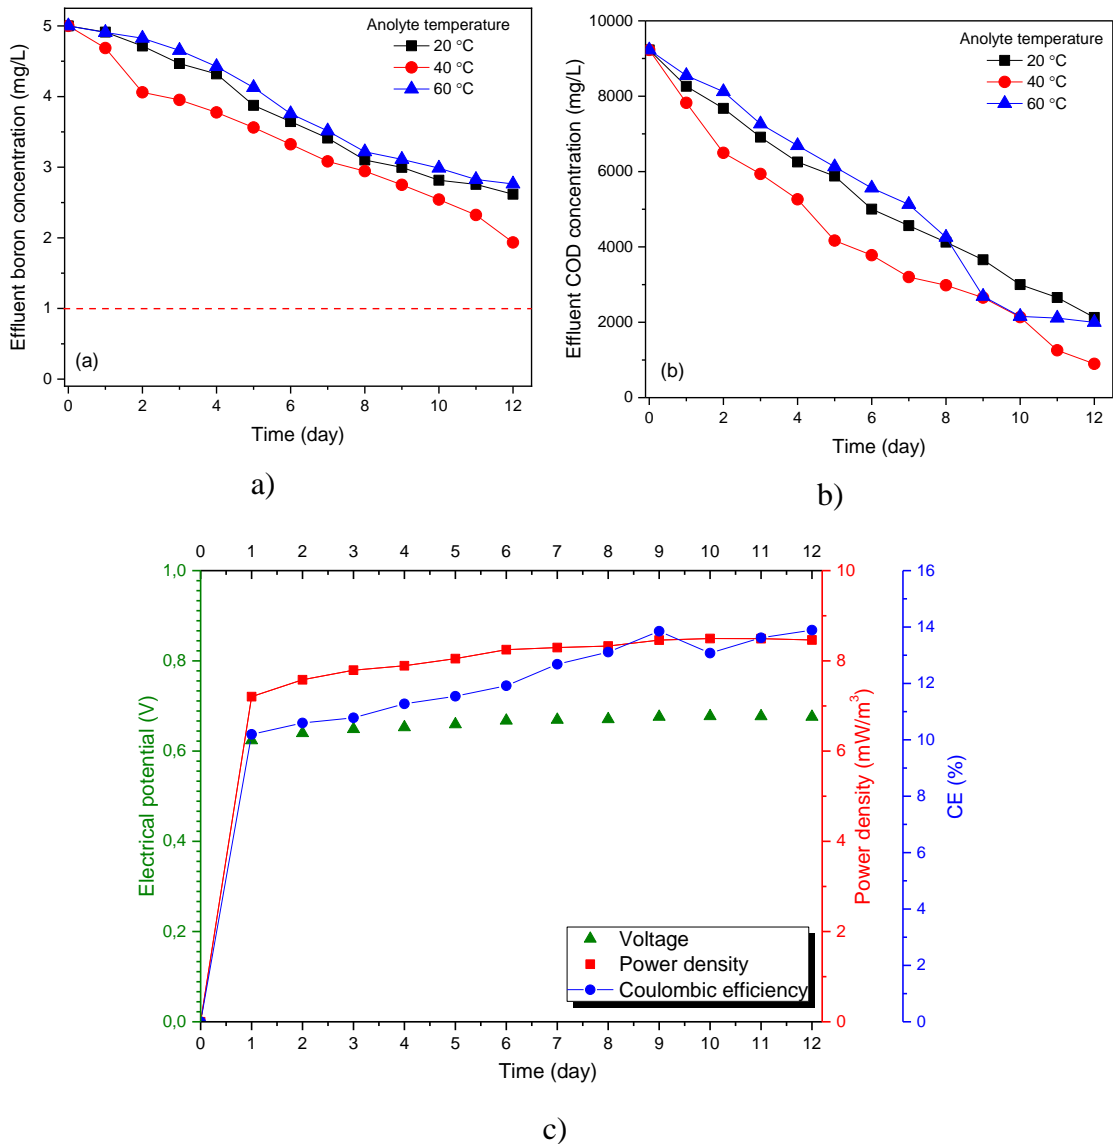 Anolyte temperature
20 °C
40 °C
60 °C
5
4
3
2
1
0
Effluent boron concentration (mg/L)
(a)
0 2 4 6 8 10 12
Time (day)
a)
Anolyte temperature
20 °C
40 °C
60 °C
10000
8000
6000
4000
2000
0
Effluent COD concentration (mg/L)
(b)
0 2 4 6 8 10 12
Time (day)
b)
0 1 2 3 4 5 6 7 8 9 10 11 12
1,0
0,8
0,6
0,4
0,2
0,0
Electrical potential (V)
10
8
6
4
2
0
Power density (mW/m³)
16
14
12
10
8
6
4
2
0
CE (%)
Voltage
Power density
Coulombic efficiency
0 1 2 3 4 5 6 7 8 9 10 11 12
Time (day)
c)